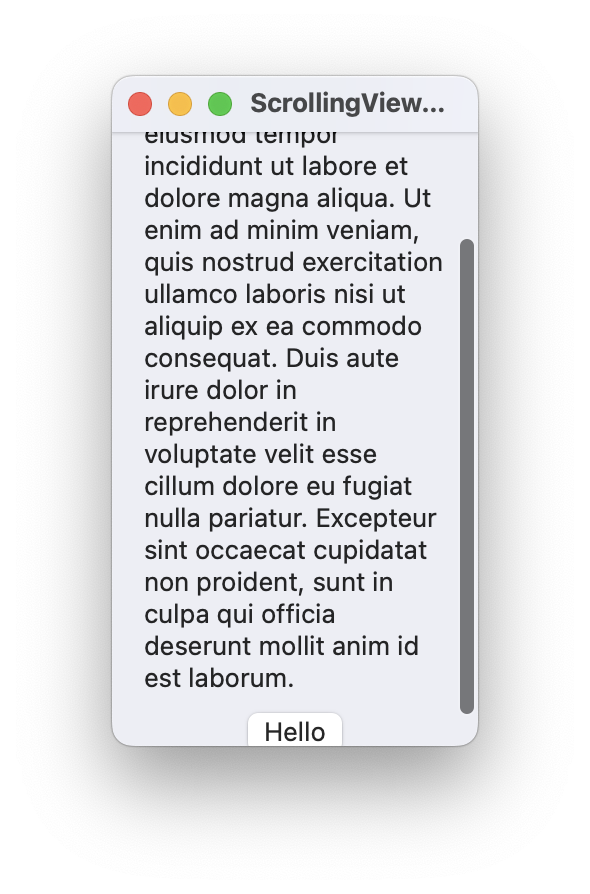 ScrollingView...
eiusmod tempor
incididunt ut labore et
dolore magna aliqua. Ut
enim ad minim veniam,
quis nostrud exercitation
ullamco laboris nisi ut
aliquip ex ea commodo
consequat. Duis aute
irure dolor in
reprehenderit in
voluptate velit esse
cillum dolore eu fugiat
nulla pariatur. Excepteur
sint occaecat cupidatat
non proident, sunt in
culpa qui officia
deserunt mollit anim id
est laborum.
Hello